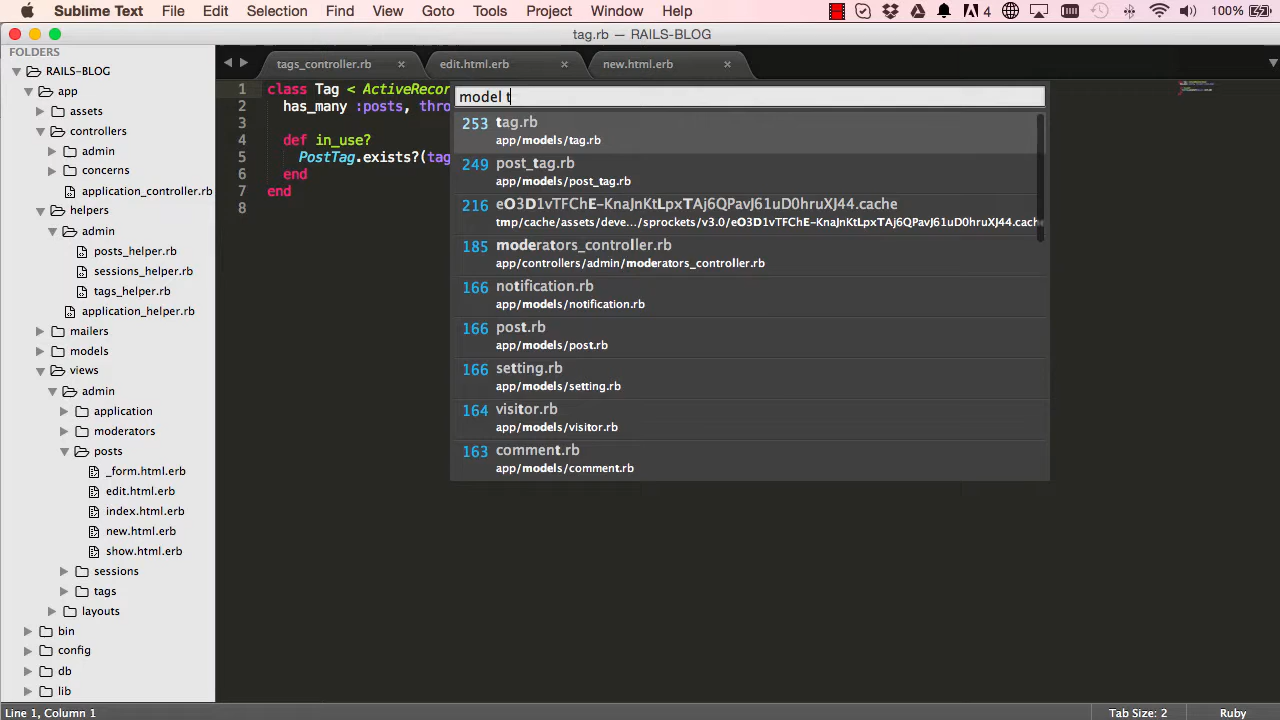 Sublime Text File Edit Selection Find View Goto Tools Project Window Help 4 100%
tag.rb — RAILS-BLOG
FOLDERS
RAILS-BLOG
app
assets
controllers
admin
concerns
application_controller.rb
helpers
admin
posts_helper.rb
sessions_helper.rb
tags_helper.rb
application_helper.rb
mailers
models
views
admin
application
moderators
posts
_form.html.erb
edit.html.erb
index.html.erb
new.html.erb
show.html.erb
sessions
tags
layouts
bin
config
db
lib
tags_controller.rb × edit.html.erb × new.html.erb ×
1 class Tag < ActiveRecor
2 has_many :posts, thro
3
4 def in_use?
5 PostTag.exists?(tag
6 end
7 end
8
model t
253 tag.rb
app/models/tag.rb
249 post_tag.rb
app/models/post_tag.rb
216 eO3D1vTFChE-KnaJnKtLpxTAj6QPavJ61uD0hruXJ44.cache
tmp/cache/assets/deve.../sprockets/v3.0/eO3D1vTFChE-KnaJnKtLpxTAj6QPavJ61uD0hruXJ44.cache
185 moderators_controller.rb
app/controllers/admin/moderators_controller.rb
166 notification.rb
app/models/notification.rb
166 post.rb
app/models/post.rb
166 setting.rb
app/models/setting.rb
164 visitor.rb
app/models/visitor.rb
163 comment.rb
app/models/comment.rb
Line 1, Column 1 Tab Size: 2 Ruby